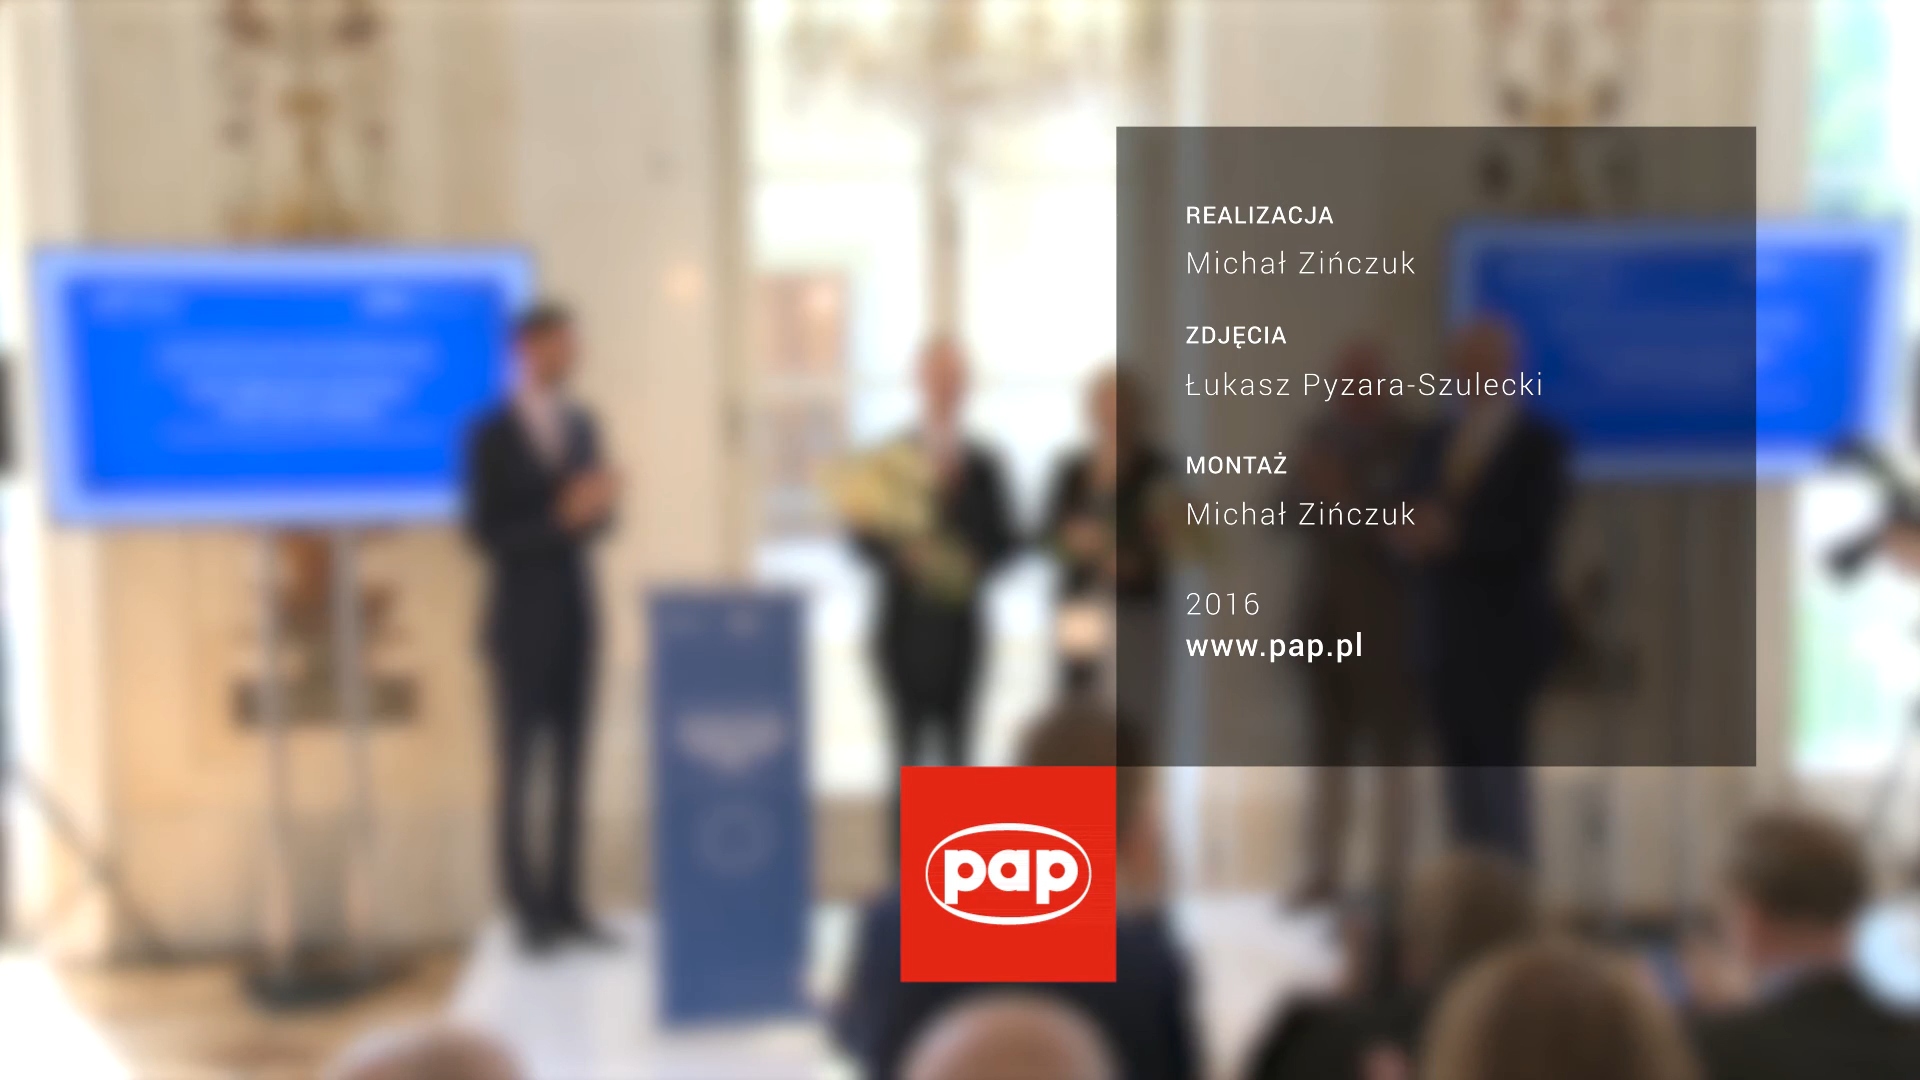 REALIZACJA
Michał Zińczuk
ZDJĘCIA
Łukasz Pyzara-Szulecki
MONTAŻ
Michał Zińczuk
2016
www.pap.pl
pap